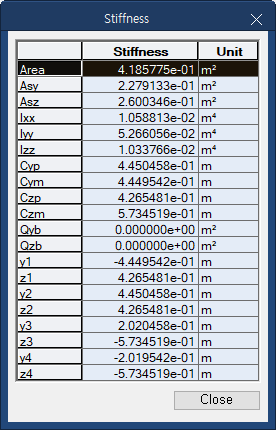 Stiffness
Stiffness Unit
Area 4.185775e-01 m²
Asy 2.279133e-01 m²
Asz 2.600346e-01 m²
Ixx 1.058813e-02 m⁴
Iyy 5.266056e-02 m⁴
Izz 1.033766e-02 m⁴
Cyp 4.450458e-01 m
Cym 4.449542e-01 m
Czp 4.265481e-01 m
Czm 5.734519e-01 m
Qyb 0.000000e+00 m²
Qzb 0.000000e+00 m²
y1 -4.449542e-01 m
z1 4.265481e-01 m
y2 4.450458e-01 m
z2 4.265481e-01 m
y3 2.020458e-01 m
z3 -5.734519e-01 m
y4 -2.019542e-01 m
z4 -5.734519e-01 m
Close